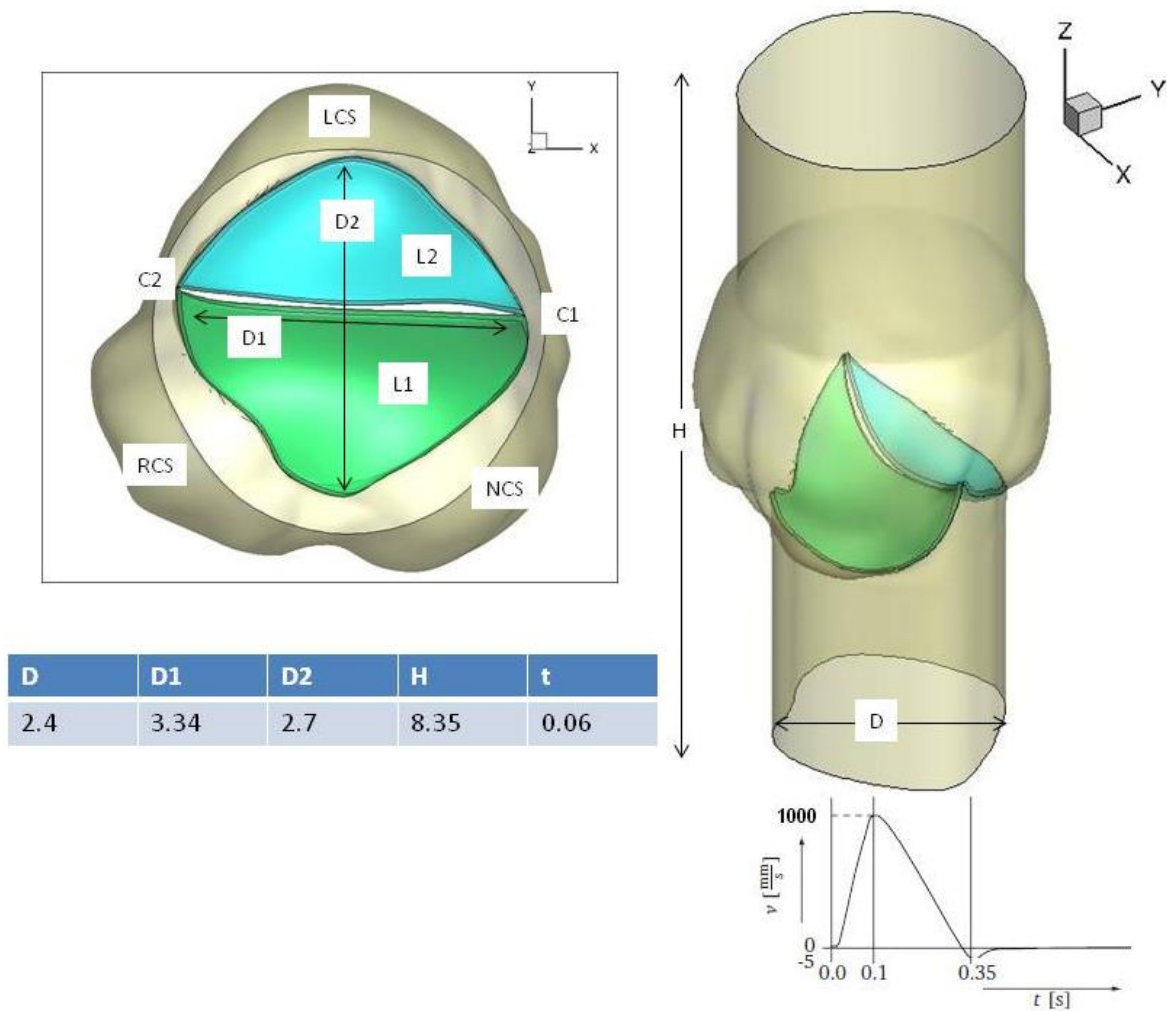 LCS
D2
L2
C2
C1
D1
L1
RCS
NCS
Y
Z X
Z
Y
X
H
D
D D1 D2 H t
2.4 3.34 2.7 8.35 0.06
1000
v [mm/s]
0
-5
0.0 0.1 0.35
t [s]